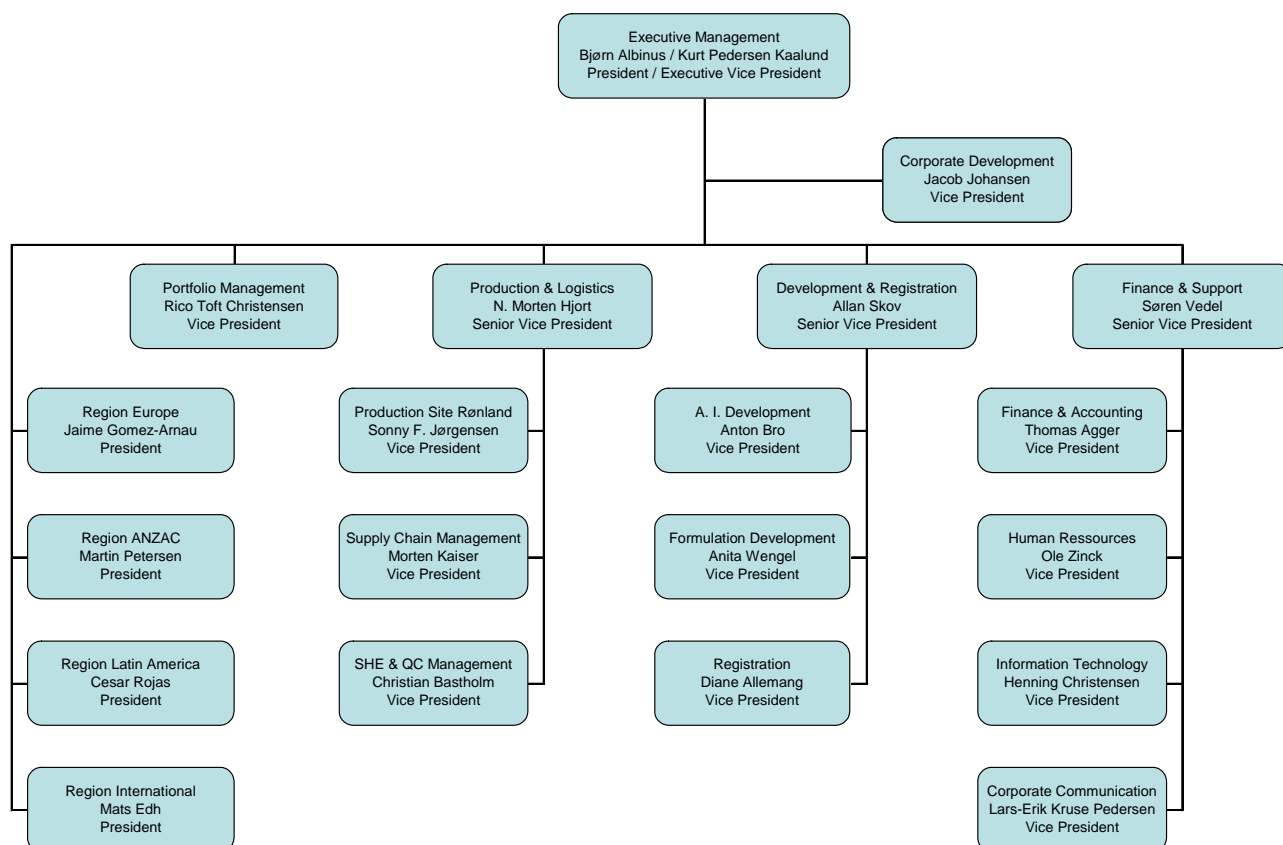 Executive Management
Bjørn Albinus / Kurt Pedersen Kaalund
President / Executive Vice President
Corporate Development
Jacob Johansen
Vice President
Portfolio Management
Rico Toft Christensen
Vice President
Production & Logistics
N. Morten Hjort
Senior Vice President
Development & Registration
Allan Skov
Senior Vice President
Finance & Support
Søren Vedel
Senior Vice President
Region Europe
Jaime Gomez-Arnau
President
Production Site Rønland
Sonny F. Jørgensen
Vice President
A. I. Development
Anton Bro
Vice President
Finance & Accounting
Thomas Agger
Vice President
Region ANZAC
Martin Petersen
President
Supply Chain Management
Morten Kaiser
Vice President
Formulation Development
Anita Wengel
Vice President
Human Ressources
Ole Zinck
Vice President
Region Latin America
Cesar Rojas
President
SHE & QC Management
Christian Bastholm
Vice President
Registration
Diane Allemang
Vice President
Information Technology
Henning Christensen
Vice President
Region International
Mats Edh
President
Corporate Communication
Lars-Erik Kruse Pedersen
Vice President